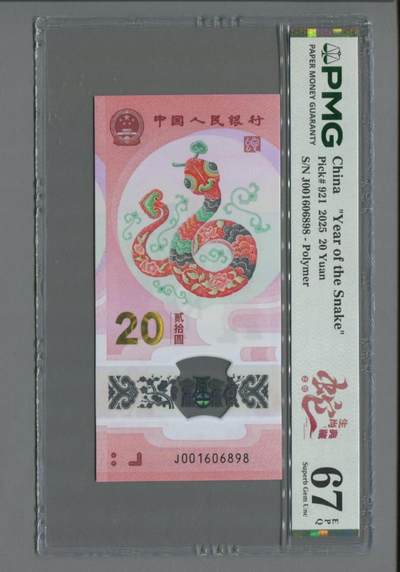 中国人民银行
20
贰拾圆
J001606898
PMG
PAPER MONEY GUARANTY
China "Year of the Snake"
Pick# 921 2025 20 Yuan
S/N J001606898 - Polymer
67 EPQ
Superb Gem Unc